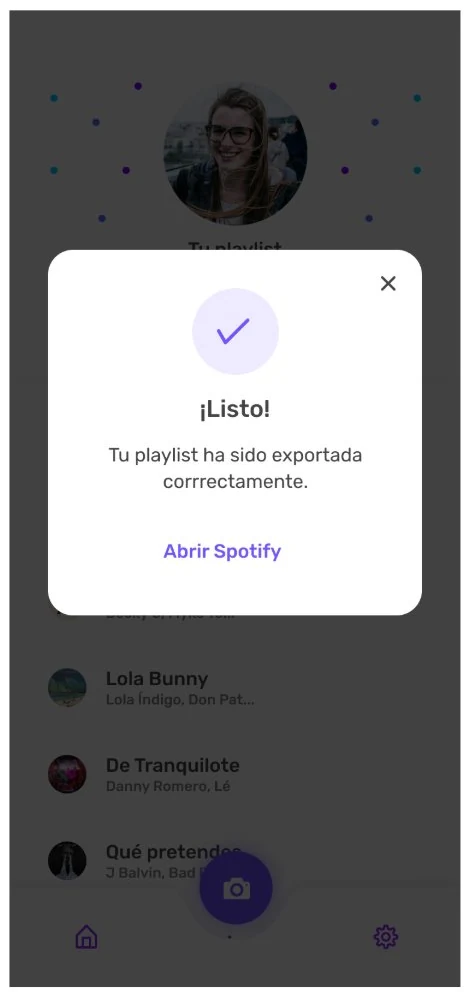 Tu playlist
¡Listo!
Tu playlist ha sido exportada
corrrectamente.
Abrir Spotify
Lola Bunny
Lola Índigo, Don Pat...
De Tranquilote
Danny Romero, Lé
Qué pretendes
J Balvin, Bad